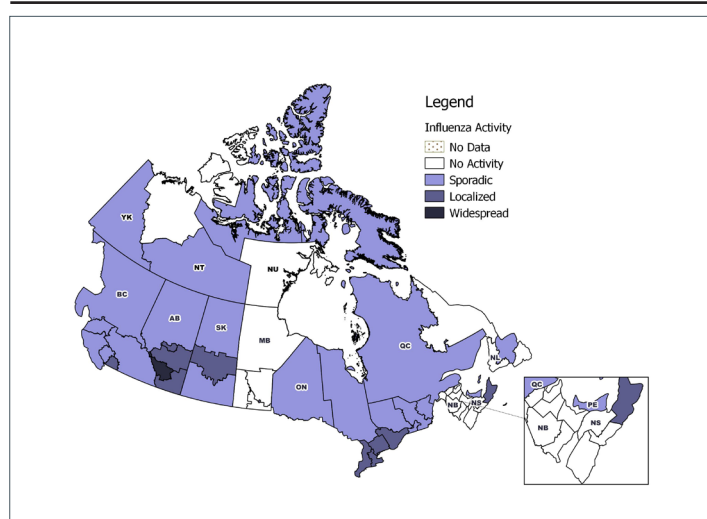 Legend
Influenza Activity
No Data
No Activity
Sporadic
Localized
Widespread
YK
NT
NU
BC
AB
SK
MB
ON
QC
NL
NB
NS
QC
PE
NB
NS